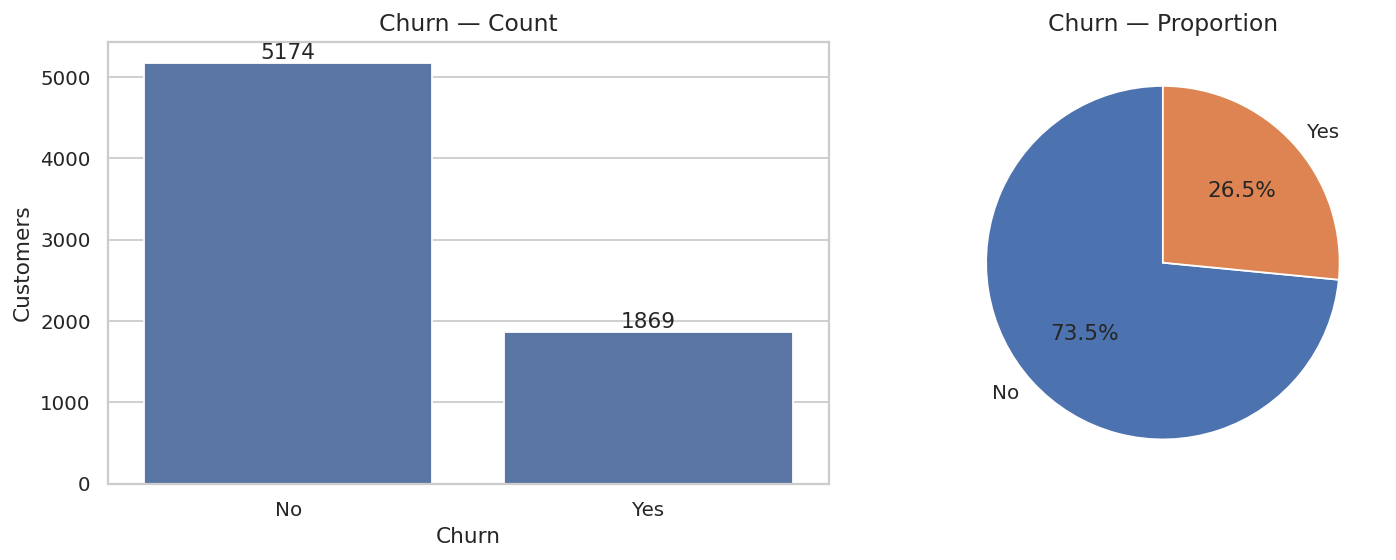 Churn — Count
5174
5000
4000
3000
2000
1000
0
Customers
1869
No
Yes
Churn
Churn — Proportion
Yes
26.5%
73.5%
No